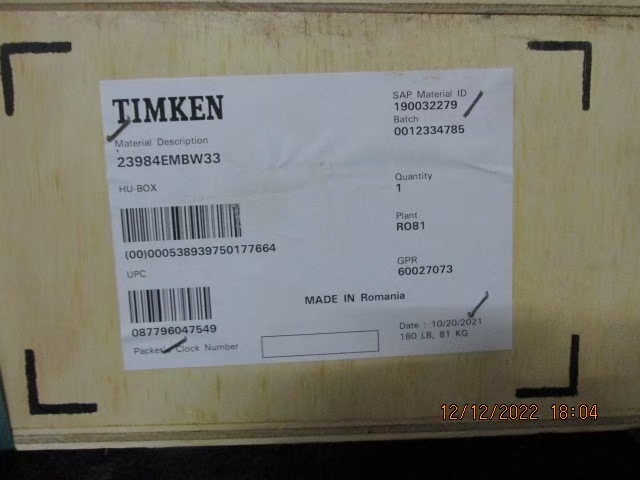 TIMKEN
Material Description
23984EMBW33
HU-BOX
(00)000538939750177664
UPC
087796047549
Packer's Clock Number
SAP Material ID
190032279
Batch
0012334785
Quantity
1
Plant
RO81
GPR
60027073
MADE IN Romania
Date : 10/20/2021
180 LB, 81 KG
12/12/2022 18:04